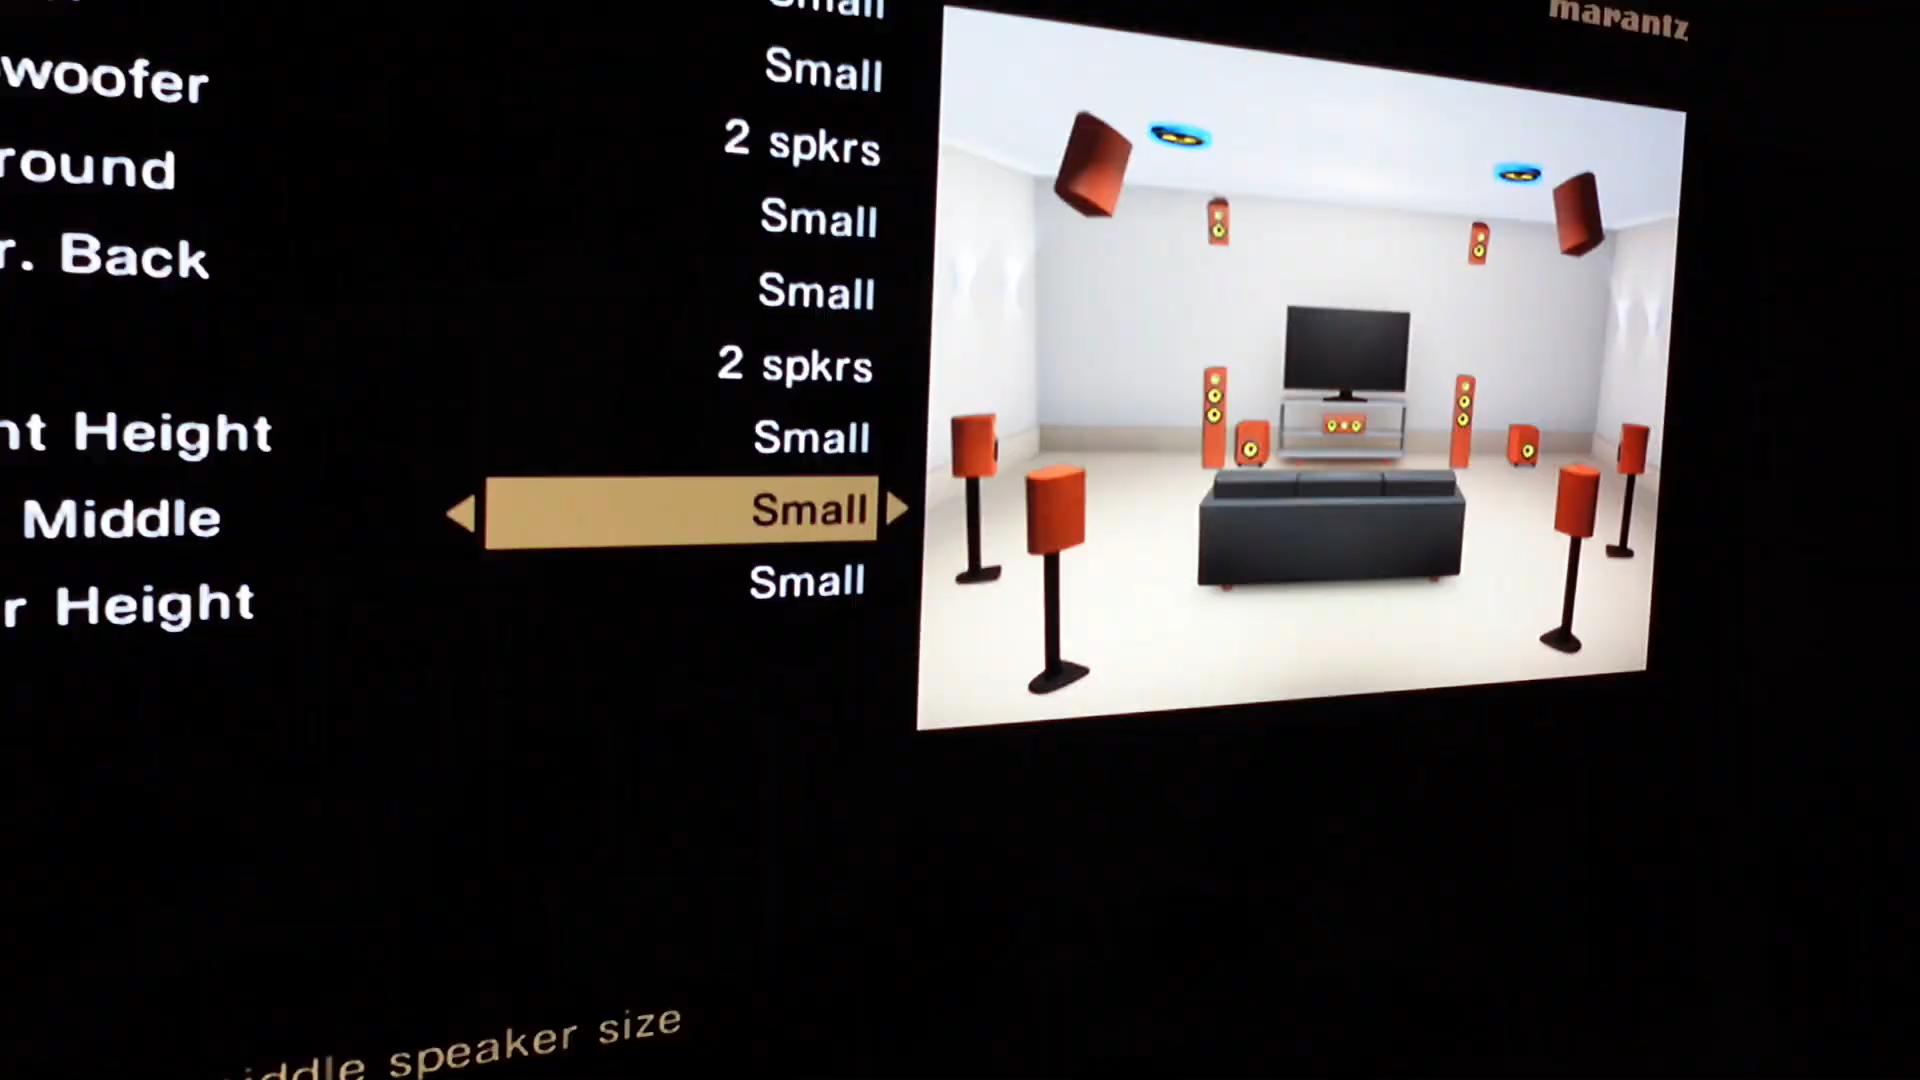 Small
marantz
woofer
Small
round
2 spkrs
r. Back
Small
Small
2 spkrs
nt Height
Small
Middle
Small
r Height
Small
iddle speaker size